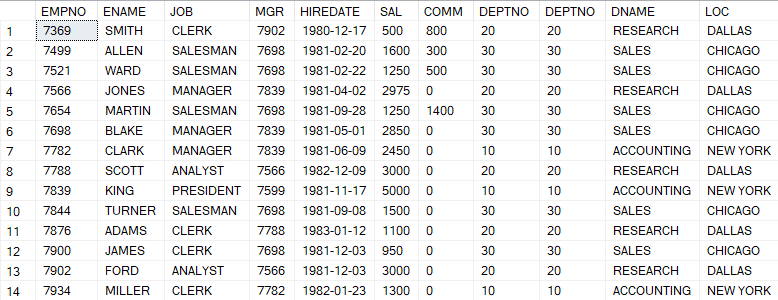 EMPNO ENAME JOB MGR HIREDATE SAL COMM DEPTNO DEPTNO DNAME LOC
1 7369 SMITH CLERK 7902 1980-12-17 500 800 20 20 RESEARCH DALLAS
2 7499 ALLEN SALESMAN 7698 1981-02-20 1600 300 30 30 SALES CHICAGO
3 7521 WARD SALESMAN 7698 1981-02-22 1250 500 30 30 SALES CHICAGO
4 7566 JONES MANAGER 7839 1981-04-02 2975 0 20 20 RESEARCH DALLAS
5 7654 MARTIN SALESMAN 7698 1981-09-28 1250 1400 30 30 SALES CHICAGO
6 7698 BLAKE MANAGER 7839 1981-05-01 2850 0 30 30 SALES CHICAGO
7 7782 CLARK MANAGER 7839 1981-06-09 2450 0 10 10 ACCOUNTING NEW YORK
8 7788 SCOTT ANALYST 7566 1982-12-09 3000 0 20 20 RESEARCH DALLAS
9 7839 KING PRESIDENT 7599 1981-11-17 5000 0 10 10 ACCOUNTING NEW YORK
10 7844 TURNER SALESMAN 7698 1981-09-08 1500 0 30 30 SALES CHICAGO
11 7876 ADAMS CLERK 7788 1983-01-12 1100 0 20 20 RESEARCH DALLAS
12 7900 JAMES CLERK 7698 1981-12-03 950 0 30 30 SALES CHICAGO
13 7902 FORD ANALYST 7566 1981-12-03 3000 0 20 20 RESEARCH DALLAS
14 7934 MILLER CLERK 7782 1982-01-23 1300 0 10 10 ACCOUNTING NEW YORK